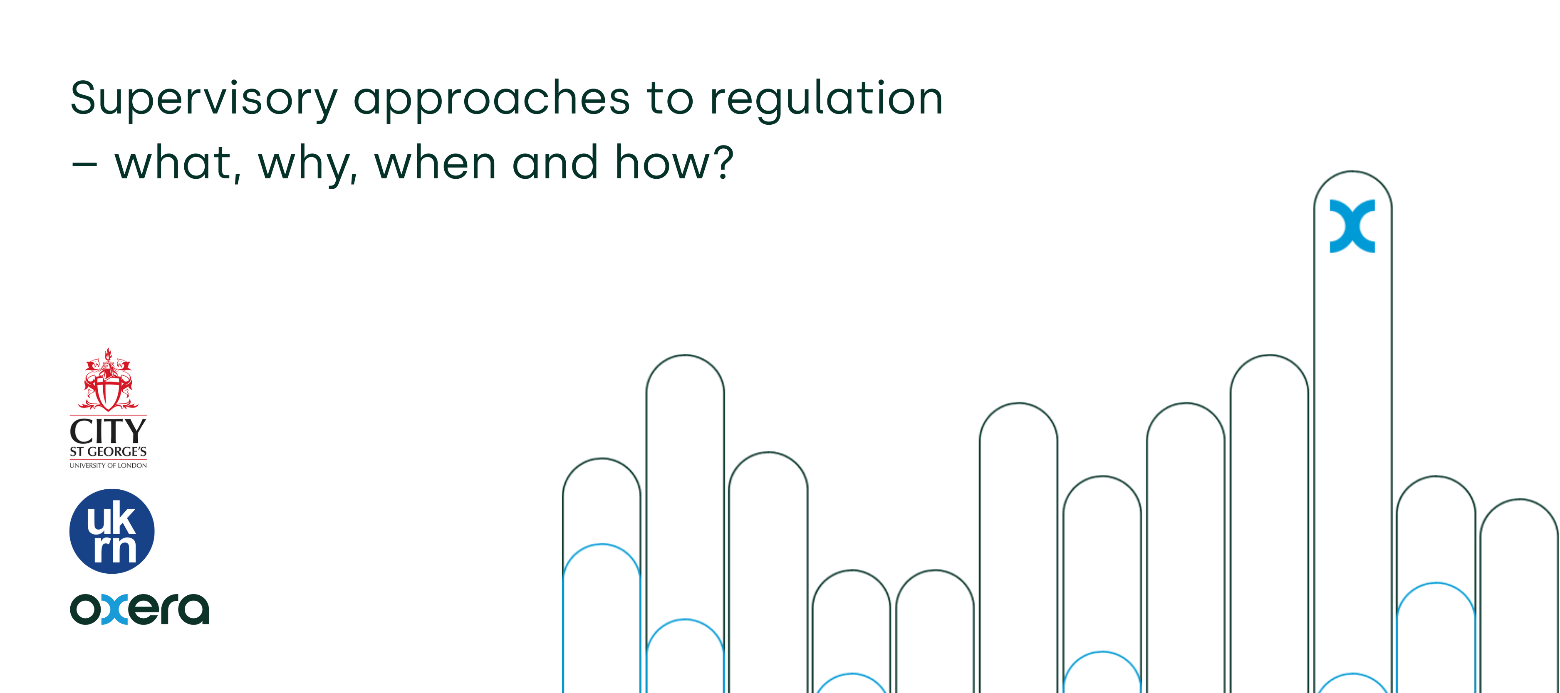 Supervisory approaches to regulation
– what, why, when and how?
CITY
ST GEORGE'S
UNIVERSITY OF LONDON
uk
rn
oxera